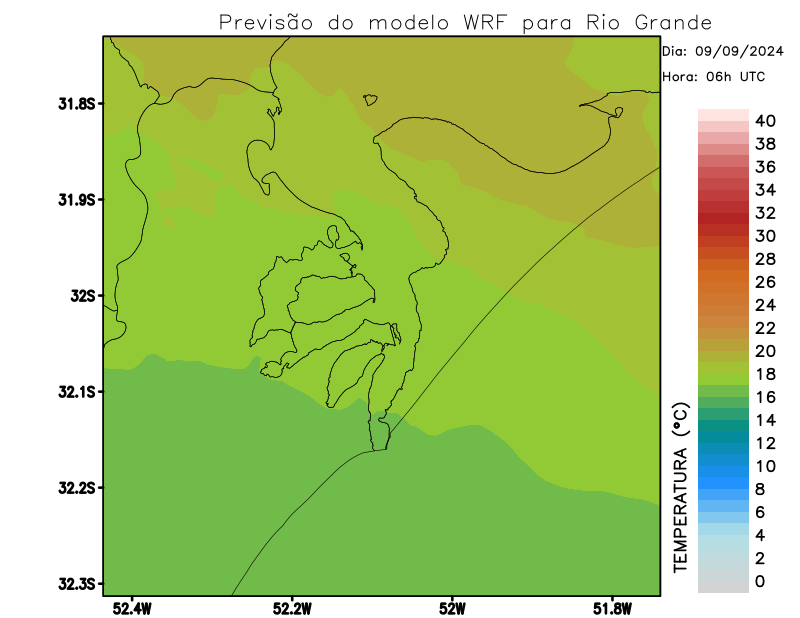 Previsão do modelo WRF para Rio Grande
Dia: 09/09/2024
Hora: 06h UTC
31.8S
31.9S
32S
32.1S
32.2S
32.3S
52.4W
52.2W
52W
51.8W
TEMPERATURA (°C)
40
38
36
34
32
30
28
26
24
22
20
18
16
14
12
10
8
6
4
2
0